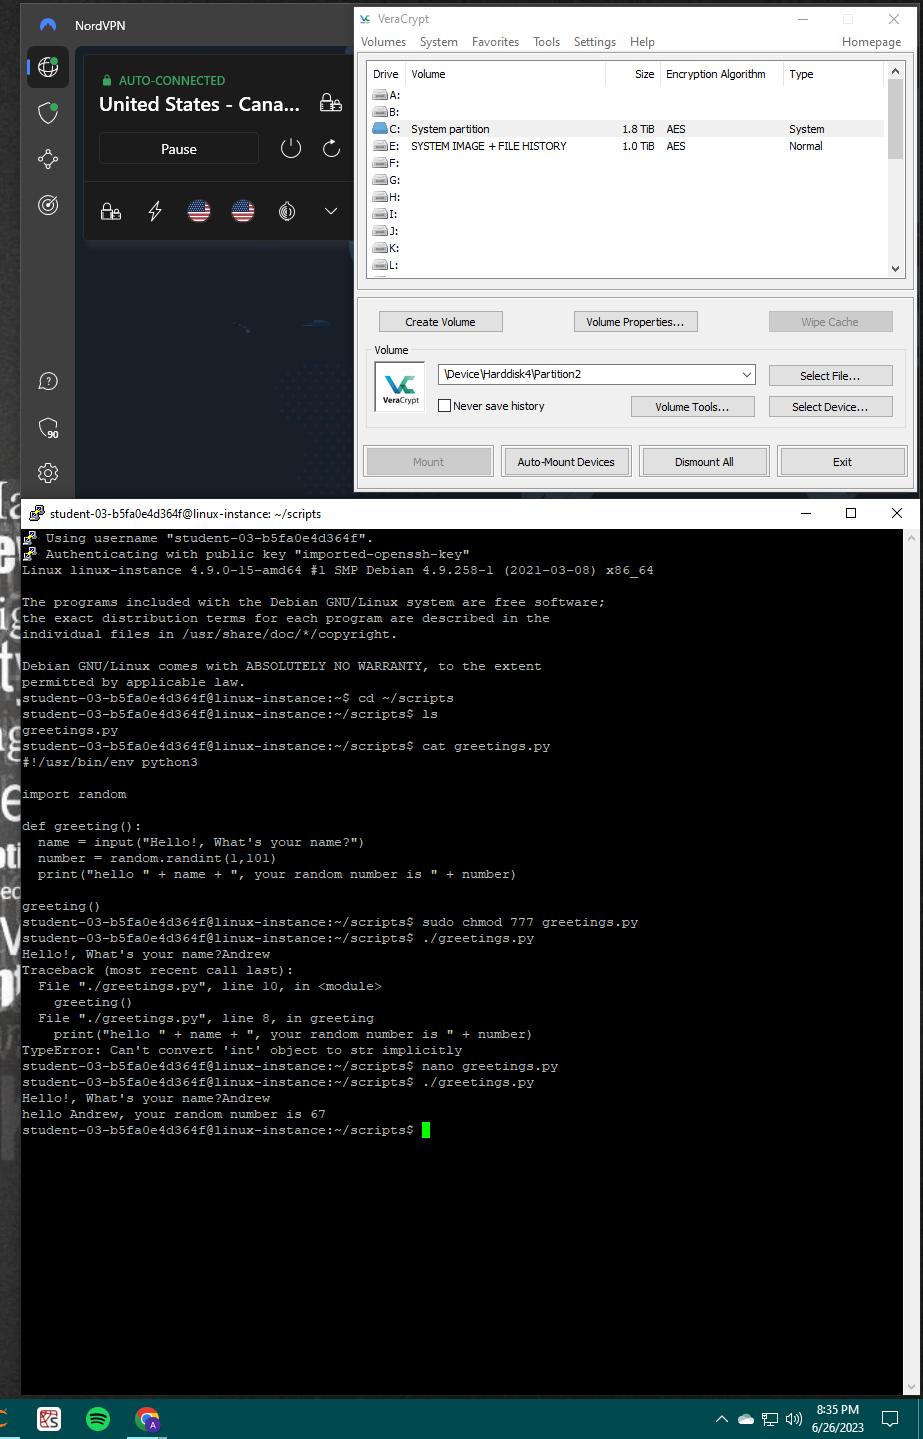 NordVPN
AUTO-CONNECTED
United States - Cana...
Pause
90
VeraCrypt
Volumes System Favorites Tools Settings Help Homepage
Drive Volume Size Encryption Algorithm Type
A:
B:
C: System partition 1.8 TiB AES System
E: SYSTEM IMAGE + FILE HISTORY 1.0 TiB AES Normal
F:
G:
H:
I:
J:
K:
L:
Create Volume Volume Properties... Wipe Cache
Volume
VeraCrypt
\Device\Harddisk4\Partition2
Select File...
Never save history
Volume Tools... Select Device...
Mount Auto-Mount Devices Dismount All Exit
student-03-b5fa0e4d364f@linux-instance: ~/scripts
Using username "student-03-b5fa0e4d364f".
Authenticating with public key "imported-openssh-key"
Linux linux-instance 4.9.0-15-amd64 #1 SMP Debian 4.9.258-1 (2021-03-08) x86_64
The programs included with the Debian GNU/Linux system are free software;
the exact distribution terms for each program are described in the
individual files in /usr/share/doc/*/copyright.
Debian GNU/Linux comes with ABSOLUTELY NO WARRANTY, to the extent
permitted by applicable law.
student-03-b5fa0e4d364f@linux-instance:~$ cd ~/scripts
student-03-b5fa0e4d364f@linux-instance:~/scripts$ ls
greetings.py
student-03-b5fa0e4d364f@linux-instance:~/scripts$ cat greetings.py
#!/usr/bin/env python3
import random
def greeting():
  name = input("Hello!, What's your name?")
  number = random.randint(1,101)
  print("hello " + name + ", your random number is " + number)
greeting()
student-03-b5fa0e4d364f@linux-instance:~/scripts$ sudo chmod 777 greetings.py
student-03-b5fa0e4d364f@linux-instance:~/scripts$ ./greetings.py
Hello!, What's your name?Andrew
Traceback (most recent call last):
  File "./greetings.py", line 10, in <module>
    greeting()
  File "./greetings.py", line 8, in greeting
    print("hello " + name + ", your random number is " + number)
TypeError: Can't convert 'int' object to str implicitly
student-03-b5fa0e4d364f@linux-instance:~/scripts$ nano greetings.py
student-03-b5fa0e4d364f@linux-instance:~/scripts$ ./greetings.py
Hello!, What's your name?Andrew
hello Andrew, your random number is 67
student-03-b5fa0e4d364f@linux-instance:~/scripts$
8:35 PM
6/26/2023